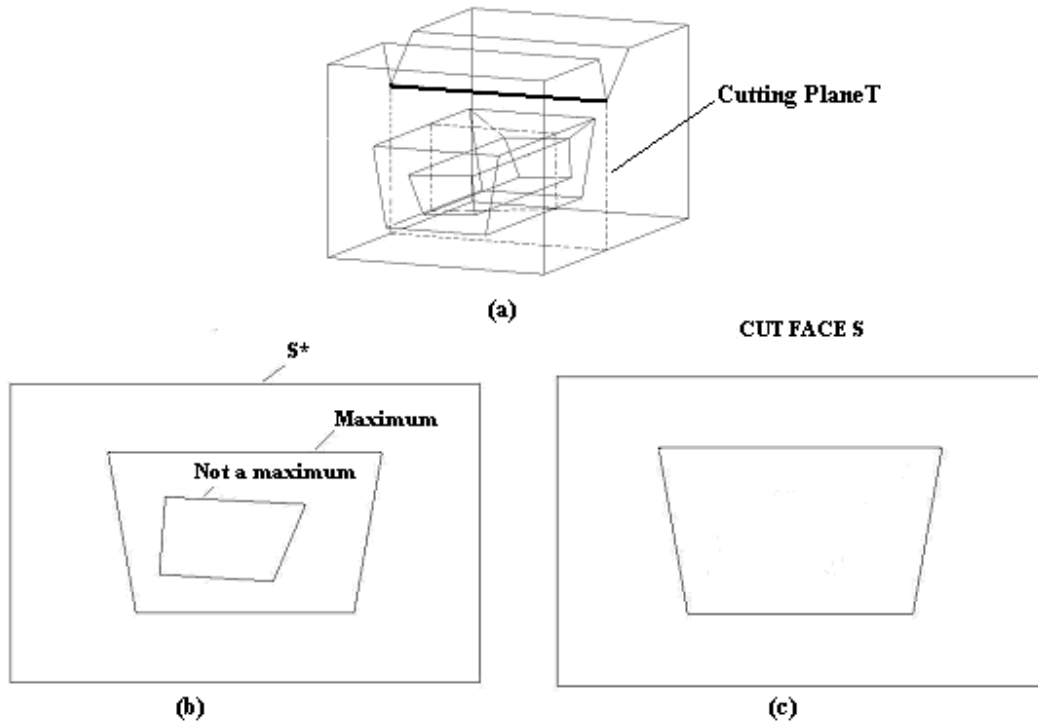 Cutting PlaneT
(a)
CUT FACE S
S*
Maximum
Not a maximum
(b)
(c)